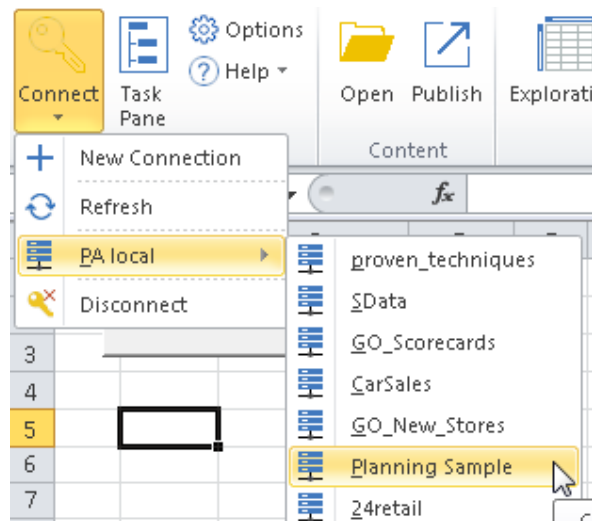 Options
Help
Connect
Task Pane
Open
Publish
Explorati
Content
New Connection
fx
Refresh
PA local
proven_techniques
Disconnect
SData
3
GO_Scorecards
4
CarSales
5
GO_New_Stores
6
Planning Sample
7
24retail